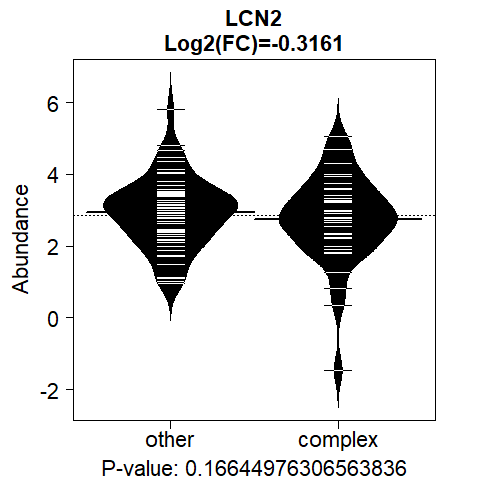 LCN2
Log2(FC)=-0.3161
Abundance
6
4
2
0
-2
other complex
P-value: 0.16644976306563836